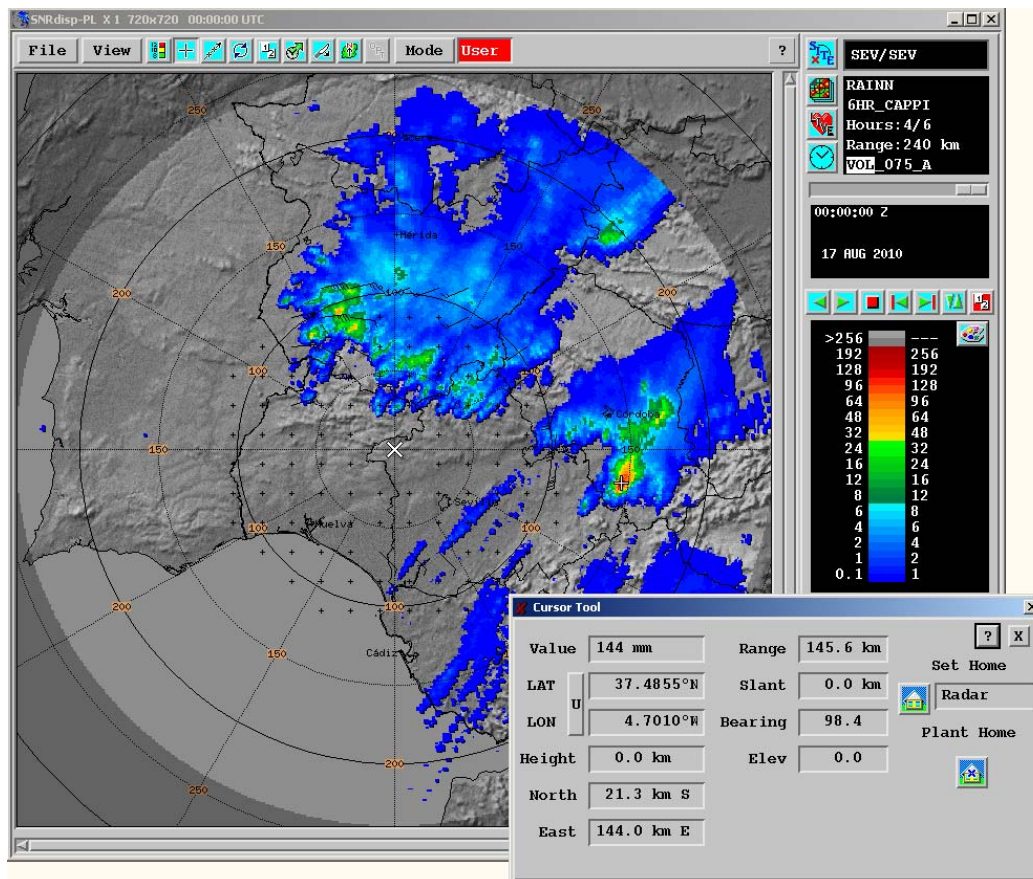 SNRdisp-PL X 1 720x720 00:00:00 UTC
File View Mode User ?
SITE SEV/SEV
RAINN
6HR_CAPPI
Hours:4/6
Range:240 km
VOL_075_A
00:00:00 Z
17 AUG 2010
>256 ---
192 256
128 192
96 128
64 96
48 64
32 48
24 32
16 24
12 16
8 12
6 8
4 6
2 4
1 2
0.1 1
250
250
Mérida
150
150
200
200
100
100
100
Córdoba
150
150
Sevilla
100
100
Huelva
200
100
150
Cádiz
200
250
Cursor Tool
Value 144 mm Range 145.6 km ? X
LAT 37.4855°N Slant 0.0 km Set Home
U Radar
LON 4.7010°W Bearing 98.4 Plant Home
Height 0.0 km Elev 0.0
North 21.3 km S
East 144.0 km E